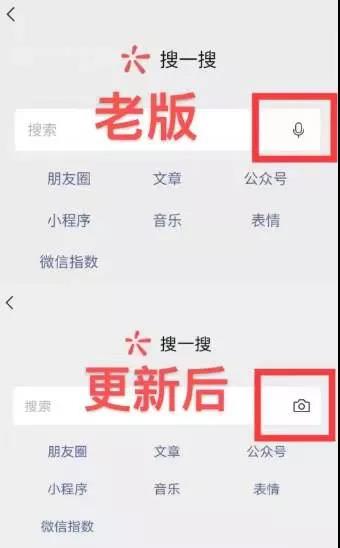 搜一搜
搜索 老版
朋友圈 文章 公众号
小程序 音乐 表情
微信指数
搜一搜
搜索 更新后
朋友圈 文章 公众号
小程序 音乐 表情
微信指数